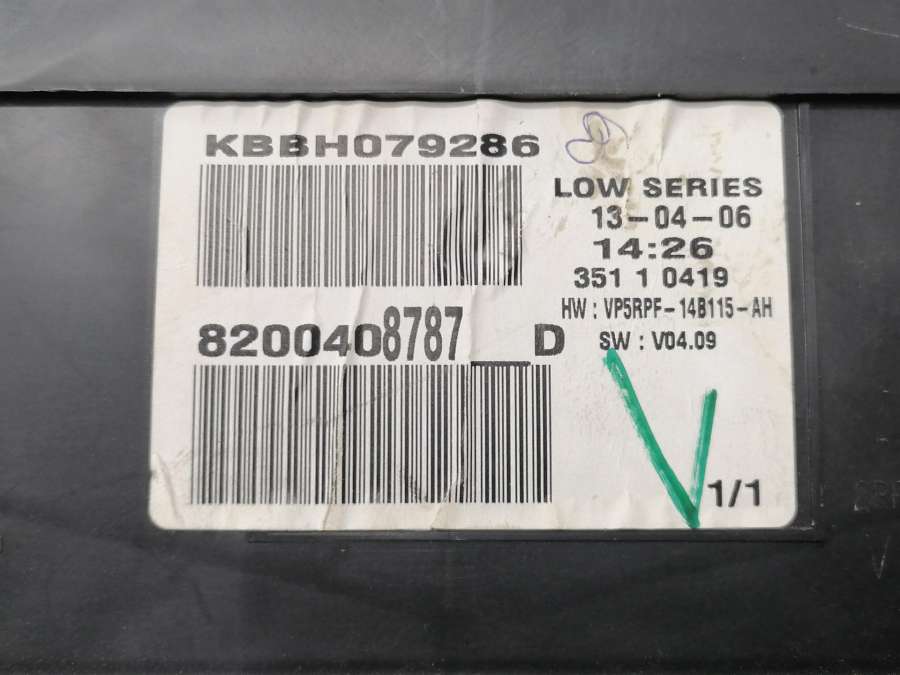 KBBH079286
LOW SERIES
13-04-06
14:26
351 1 0419
HW : VP5RPF-14B115-AH
SW : V04.09
8200408787__D
1/1